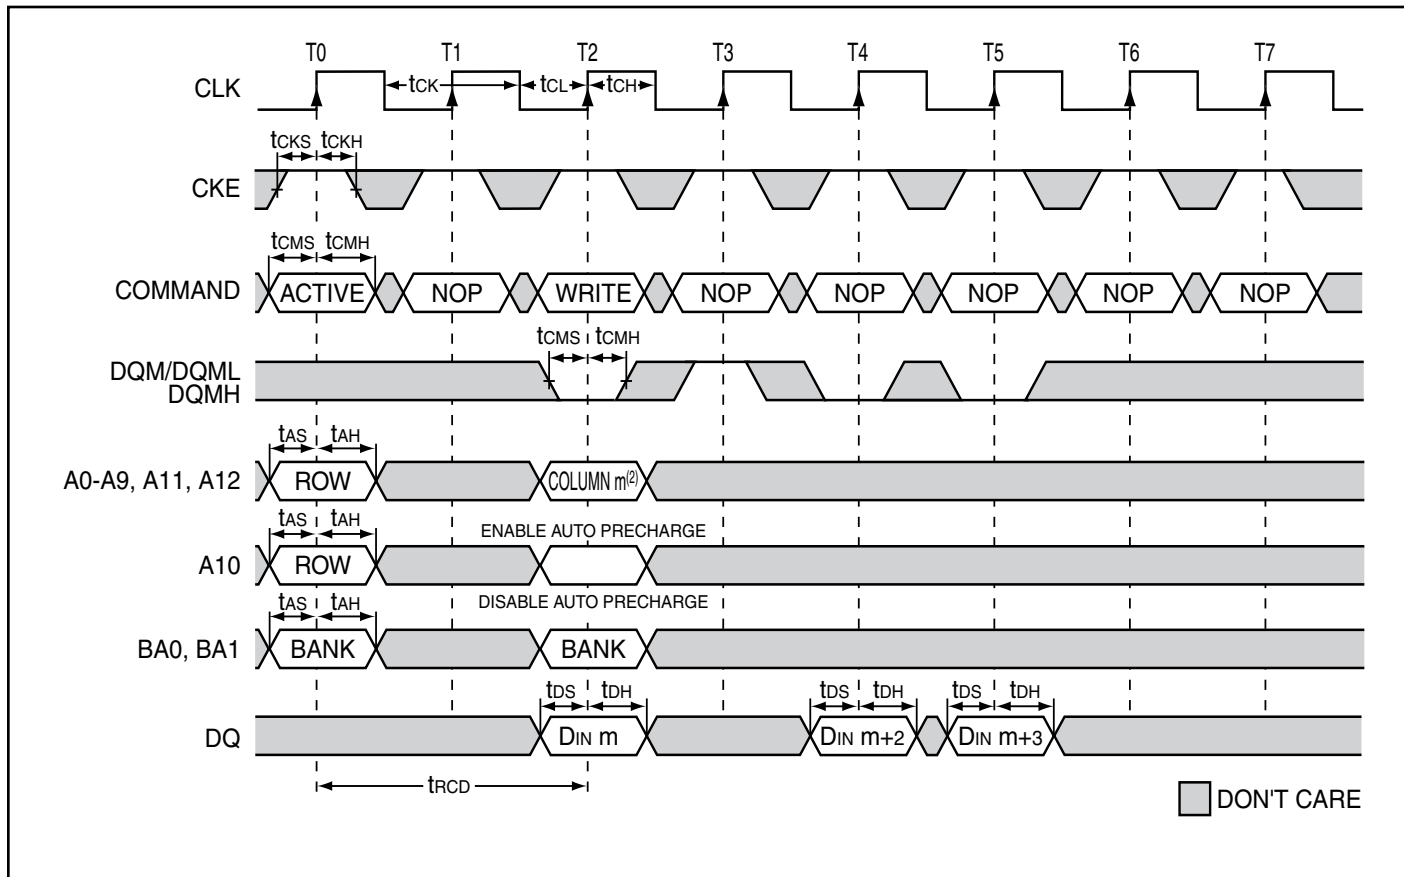 T0 T1 T2 T3 T4 T5 T6 T7
CLK tCK tCL tCH
tCKS tCKH
CKE
tCMS tCMH
COMMAND ACTIVE NOP WRITE NOP NOP NOP NOP NOP
tCMS tCMH
DQM/DQML
DQMH
tAS tAH
A0-A9, A11, A12 ROW COLUMN m(2)
tAS tAH ENABLE AUTO PRECHARGE
A10 ROW
tAS tAH DISABLE AUTO PRECHARGE
BA0, BA1 BANK BANK
tDS tDH tDS tDH tDS tDH
DQ DIN m DIN m+2 DIN m+3
tRCD
DON'T CARE